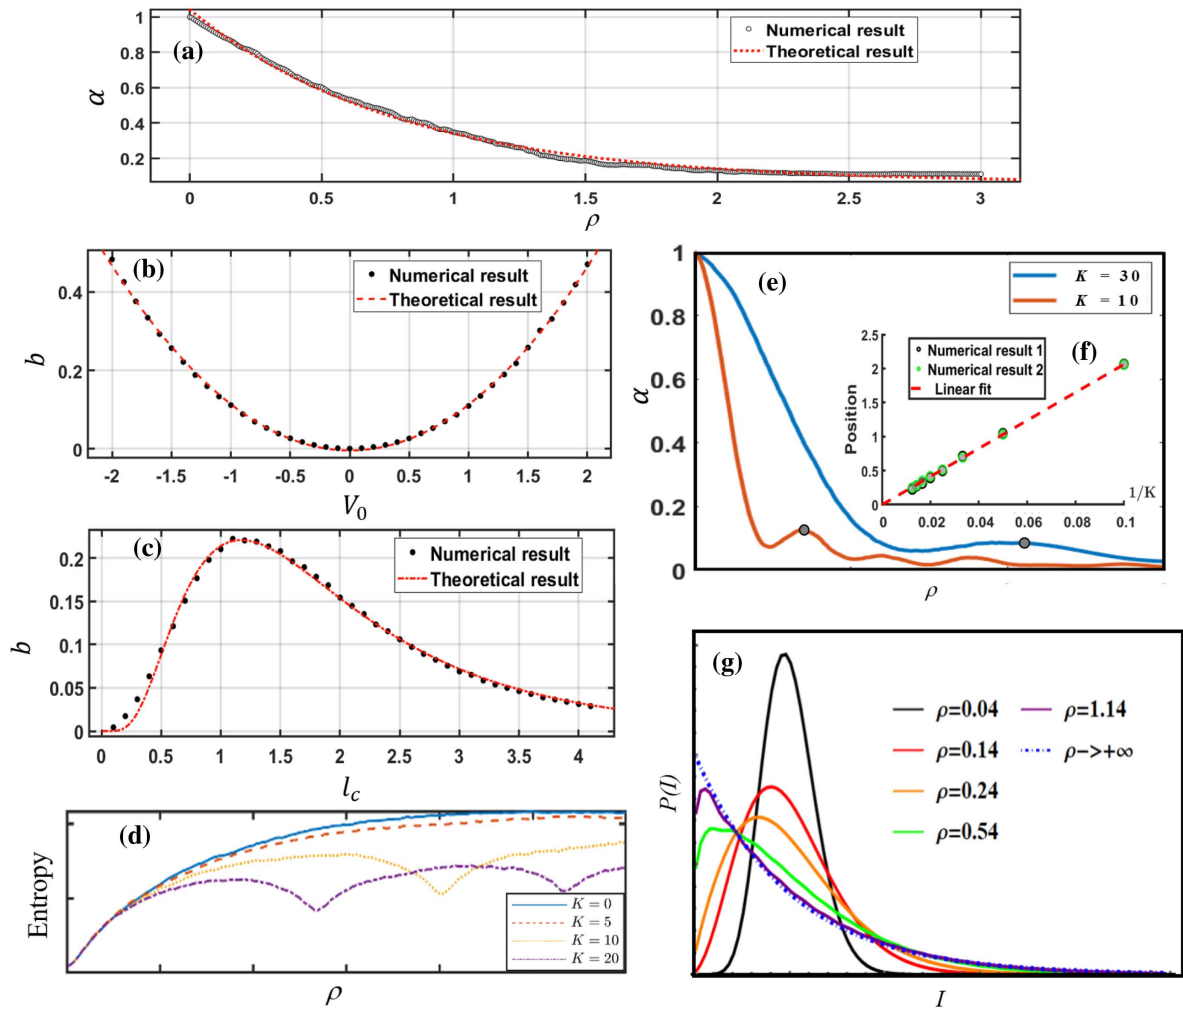 (a)
α
1
0.8
0.6
0.4
0.2
Numerical result
Theoretical result
0 0.5 1 1.5 2 2.5 3
ρ
(b)
b
0.4
0.2
0
Numerical result
Theoretical result
-2 -1.5 -1 -0.5 0 0.5 1 1.5 2
V0
(c)
b
0.2
0.15
0.1
0.05
0
Numerical result
Theoretical result
0 0.5 1 1.5 2 2.5 3 3.5 4
lc
(d)
Entropy
K = 0
K = 5
K = 10
K = 20
ρ
(e)
α
1
0.8
0.6
0.4
0.2
0
K = 30
K = 10
ρ
(f)
Position
2.5
2
1.5
1
0.5
0
Numerical result 1
Numerical result 2
Linear fit
1/K
0 0.02 0.04 0.06 0.08 0.1
(g)
P(I)
ρ=0.04 ρ=1.14
ρ=0.14 ρ->+∞
ρ=0.24
ρ=0.54
I